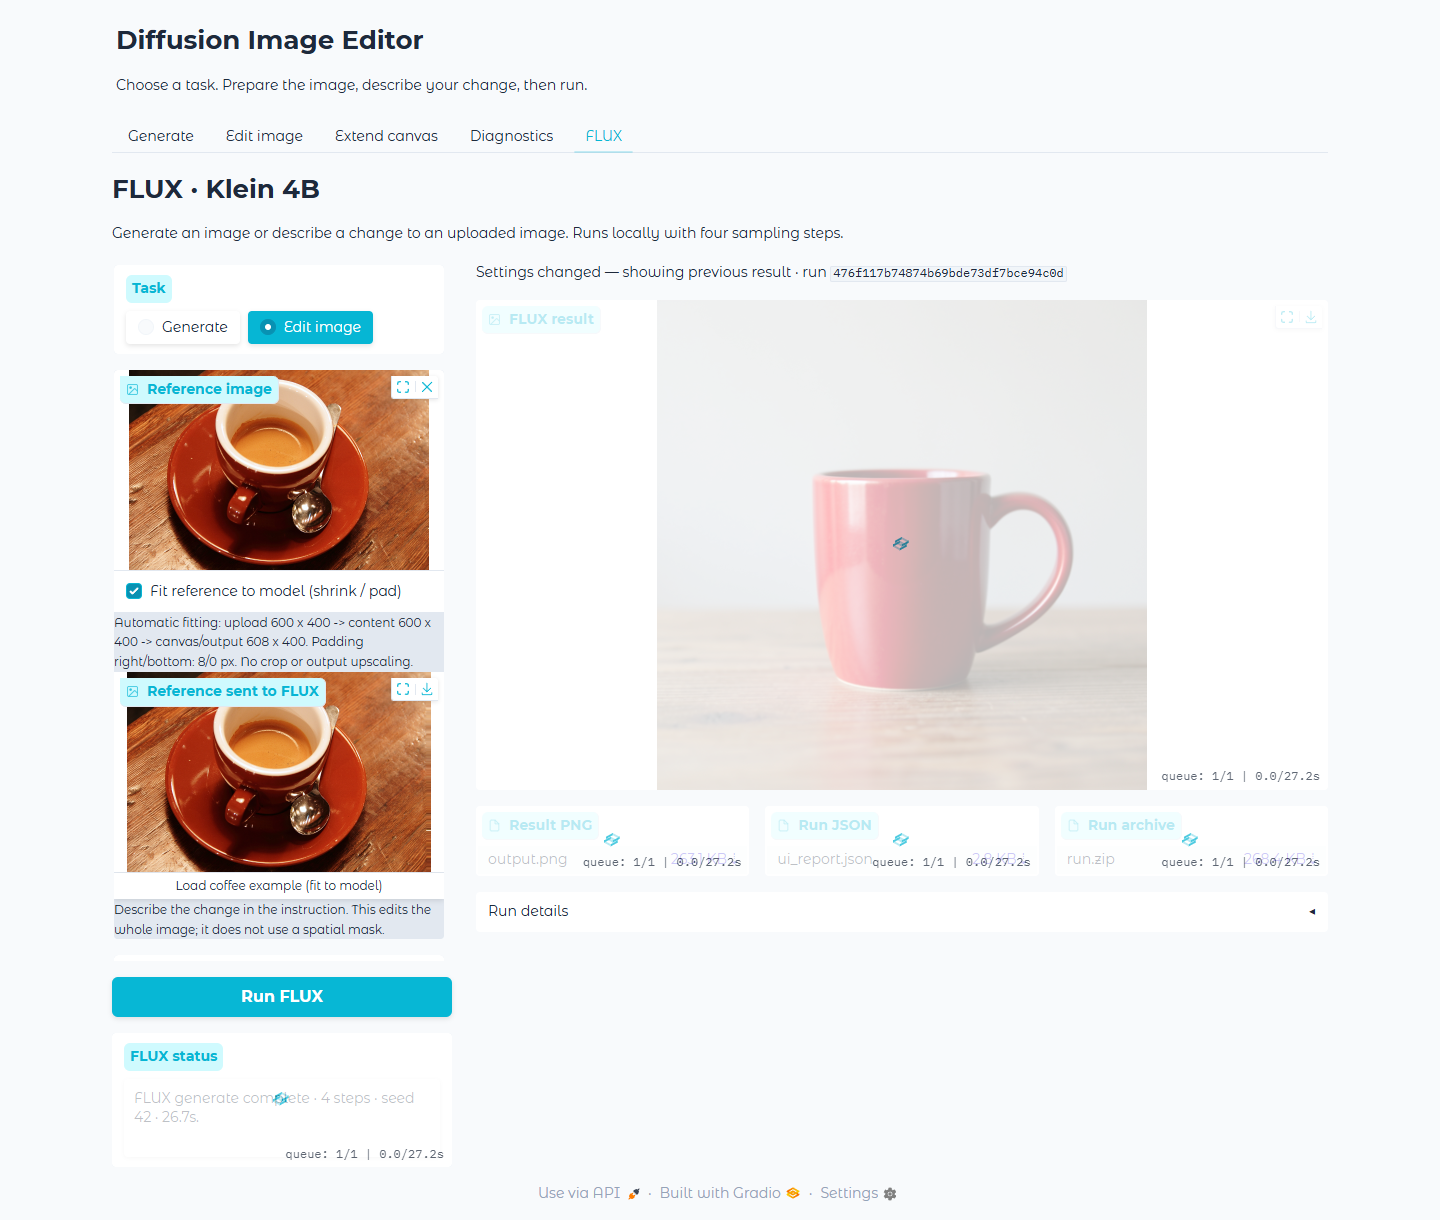 Diffusion Image Editor
Choose a task. Prepare the image, describe your change, then run.
Generate
Edit image
Extend canvas
Diagnostics
FLUX
FLUX · Klein 4B
Generate an image or describe a change to an uploaded image. Runs locally with four sampling steps.
Task
Generate
Edit image
Reference image
Fit reference to model (shrink / pad)
Automatic fitting: upload 600 x 400 -> content 600 x
400 -> canvas/output 608 x 400. Padding
right/bottom: 8/0 px. No crop or output upscaling.
Reference sent to FLUX
Load coffee example (fit to model)
Describe the change in the instruction. This edits the
whole image; it does not use a spatial mask.
Run FLUX
FLUX status
FLUX generate complete · 4 steps · seed
42 · 26.7s.
queue: 1/1 | 0.0/27.2s
Settings changed — showing previous result · run 476f117b74874b69bde73df7bce94c0d
FLUX result
queue: 1/1 | 0.0/27.2s
Result PNG
output.png
queue: 1/1 | 0.0/27.2s
Run JSON
ui_report.json
queue: 1/1 | 0.0/27.2s
Run archive
run.zip
queue: 1/1 | 0.0/27.2s
Run details
Use via API · Built with Gradio · Settings